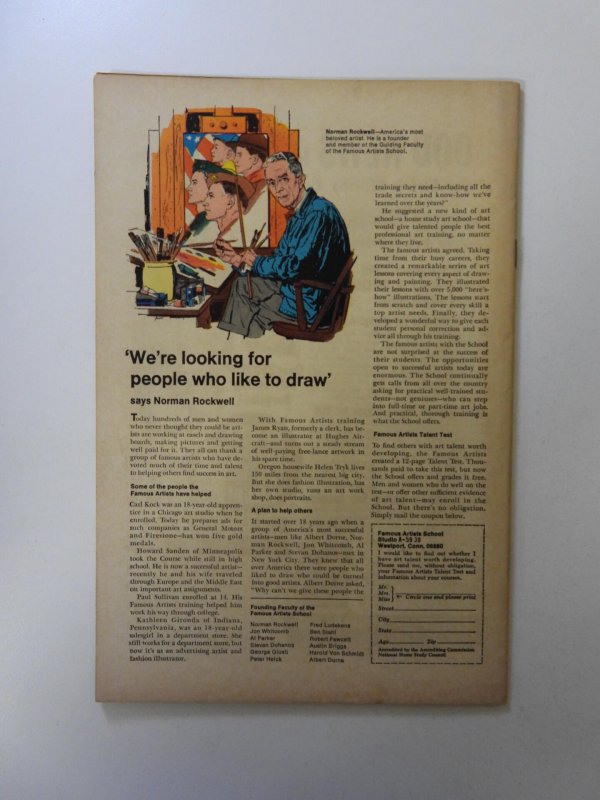 Norman Rockwell—America's most
beloved artist. He is a founder
and member of the Guiding Faculty
of the Famous Artists School.
'We're looking for
people who like to draw'
says Norman Rockwell
Today hundreds of men and women
who never thought they could be art-
ists are working at easels and drawing
boards, making pictures and getting
well paid for it. They all can thank a
group of famous artists who have de-
voted much of their time and talent
to helping others find success in art.
Some of the people the
Famous Artists have helped
Carl Kock was an 18-year-old appren-
tice in a Chicago art studio when he
enrolled. Today he prepares ads for
such companies as General Motors
and Firestone—has won five gold
medals.
Howard Sanden of Minneapolis
took the Course while still in high
school. He is now a successful artist—
recently he and his wife traveled
through Europe and the Middle East
on important art assignments.
Paul Sullivan enrolled at 14. His
Famous Artists training helped him
work his way through college.
Kathleen Gironda of Indiana,
Pennsylvania, was an 18-year-old
salesgirl in a department store. She
still works for a department store, but
now it's as an advertising artist and
fashion illustrator.
With Famous Artists training
James Ryan, formerly a clerk, has be-
come an illustrator at Hughes Air-
craft—and turns out a steady stream
of well-paying free-lance artwork in
his spare time.
Oregon housewife Helen Tryk lives
150 miles from the nearest big city.
But she does fashion illustration, has
her own studio, runs an art work
shop, does portraits.
A plan to help others
It started over 18 years ago when a
group of America's most successful
artists—men like Albert Dorne, Nor-
man Rockwell, Jon Whitcomb, Al
Parker and Stevan Dohanos—met in
New York City. They knew that all
over America there were people who
liked to draw who could be turned
into good artists. Albert Dorne asked,
"Why can't we give these people the
Founding Faculty of the
Famous Artists School
Norman Rockwell
Jon Whitcomb
Al Parker
Stevan Dohanos
George Giusti
Peter Helck
Fred Ludekens
Ben Stahl
Robert Fawcett
Austin Briggs
Harold Von Schmidt
Albert Dorne
training they need—including all the
trade secrets and know-how we've
learned over the years?"
He suggested a new kind of art
school—a home study art school—that
would give talented people the best
professional art training, no matter
where they live.
The famous artists agreed. Taking
time from their busy careers, they
created a remarkable series of art
lessons covering every aspect of draw-
ing and painting. They illustrated
their lessons with over 5,000 "here's-
how" illustrations. The lessons start
from scratch and cover every skill a
top artist needs. Finally, they de-
veloped a wonderful way to give each
student personal correction and ad-
vice all through his training.
The famous artists with the School
are not surprised at the success of
their students. The opportunities
open to successful artists today are
enormous. The School continually
gets calls from all over the country
asking for practical well-trained stu-
dents—not geniuses—who can step
into full-time or part-time art jobs.
And practical, thorough training is
what the School offers.
Famous Artists Talent Test
To find others with art talent worth
developing, the Famous Artists
created a 12-page Talent Test. Thou-
sands paid to take this test, but now
the School offers and grades it free.
Men and women who do well on the
test—or offer other sufficient evidence
of art talent—may enroll in the
School. But there's no obligation.
Simply mail the coupon below.
Famous Artists School
Studio
Westport, Conn. 06880
I would like to find out whether I
have art talent worth developing.
Please send me, without obligation,
your Famous Artists Talent Test and
information about your courses.
Mr.
Mrs.
Miss
Circle one and please print
Street
City
State
Age Zip
Accredited by the Accrediting Commission
National Home Study Council